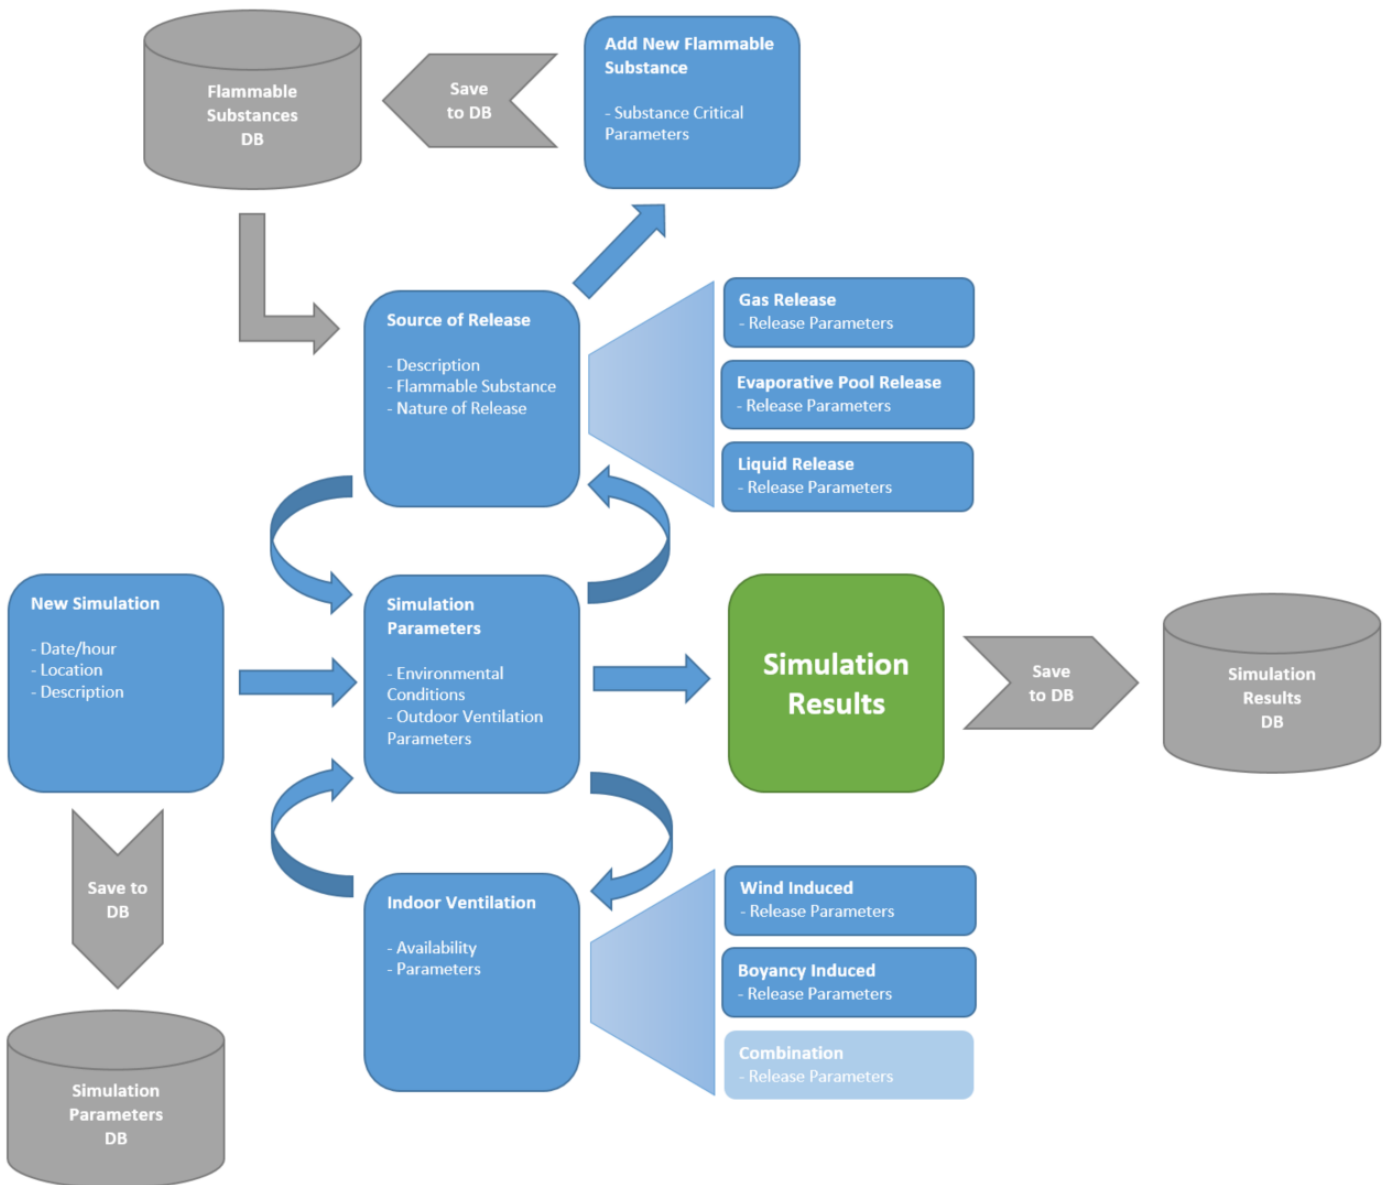 Flammable
Substances
DB
Save
to DB
Add New Flammable
Substance
- Substance Critical
Parameters
Source of Release
- Description
- Flammable Substance
- Nature of Release
Gas Release
- Release Parameters
Evaporative Pool Release
- Release Parameters
Liquid Release
- Release Parameters
New Simulation
- Date/hour
- Location
- Description
Simulation
Parameters
- Environmental
Conditions
- Outdoor Ventilation
Parameters
Simulation
Results
Save
to DB
Simulation
Results
DB
Save to
DB
Simulation
Parameters
DB
Indoor Ventilation
- Availability
- Parameters
Wind Induced
- Release Parameters
Boyancy Induced
- Release Parameters
Combination
- Release Parameters